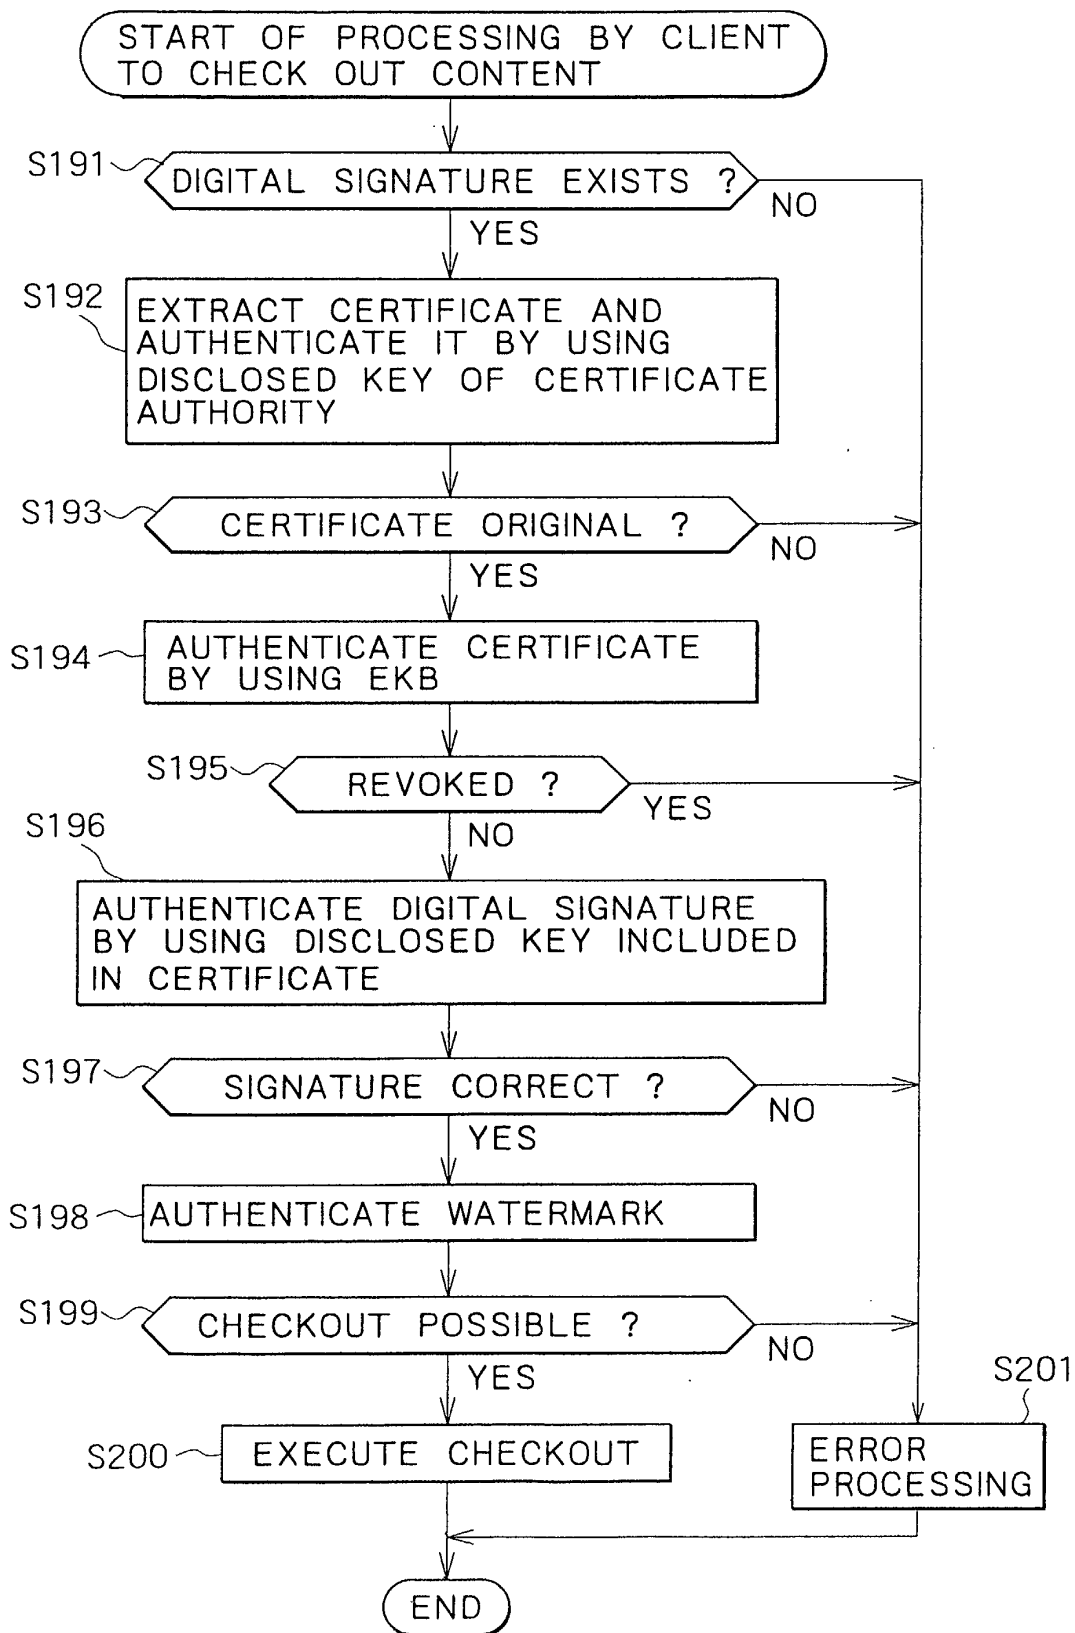 START OF PROCESSING BY CLIENT
TO CHECK OUT CONTENT
S191
DIGITAL SIGNATURE EXISTS ?
NO
YES
S192
EXTRACT CERTIFICATE AND
AUTHENTICATE IT BY USING
DISCLOSED KEY OF CERTIFICATE
AUTHORITY
S193
CERTIFICATE ORIGINAL ?
NO
YES
S194
AUTHENTICATE CERTIFICATE
BY USING EKB
S195
REVOKED ?
YES
NO
S196
AUTHENTICATE DIGITAL SIGNATURE
BY USING DISCLOSED KEY INCLUDED
IN CERTIFICATE
S197
SIGNATURE CORRECT ?
NO
YES
S198
AUTHENTICATE WATERMARK
S199
CHECKOUT POSSIBLE ?
NO
YES
S200
EXECUTE CHECKOUT
S201
ERROR
PROCESSING
END